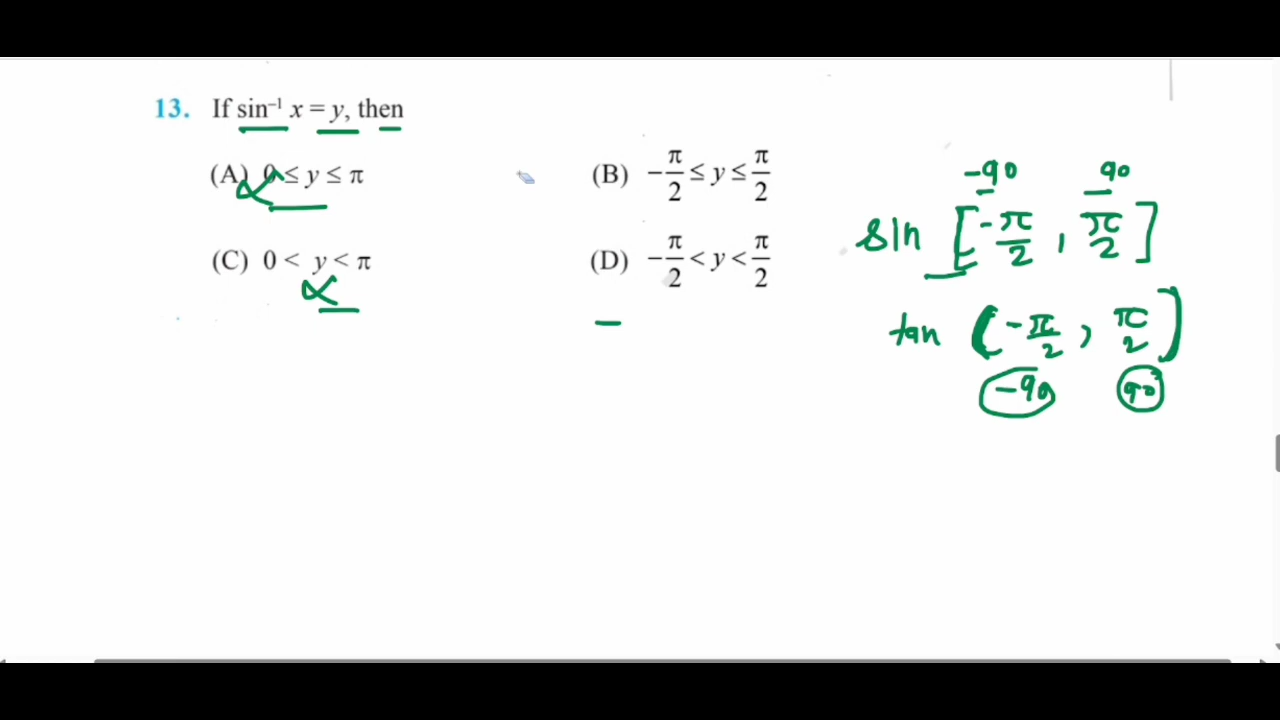 13. If sin⁻¹ x = y, then
(A) 0 ≤ y ≤ π
(B) −π/2 ≤ y ≤ π/2
(C) 0 < y < π
(D) −π/2 < y < π/2
-90 90
sin [-π/2, π/2]
tan (-π/2, π/2)
-90 90°